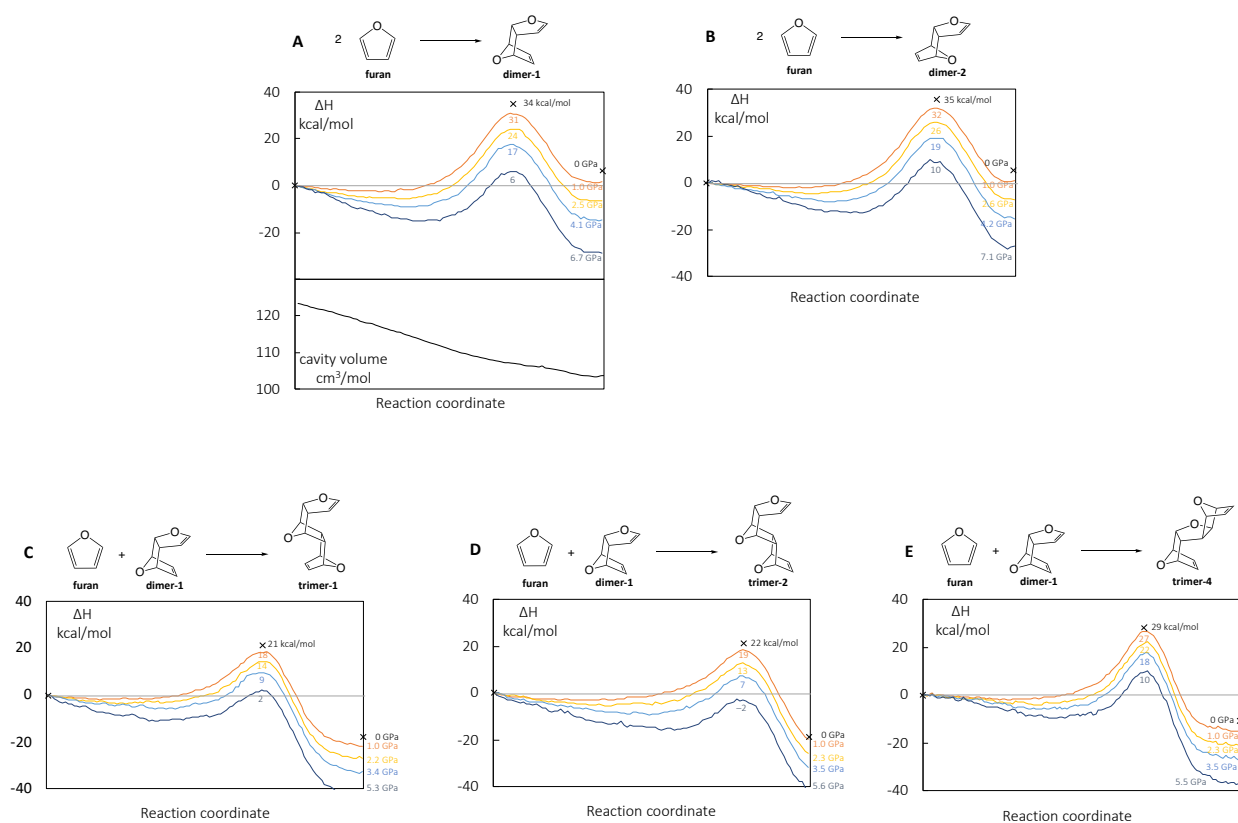 A
2
O
furan
O
O
dimer-1
ΔH
kcal/mol
40
20
0
-20
34 kcal/mol
31
24
17
6
0 GPa
1.0 GPa
2.5 GPa
4.1 GPa
6.7 GPa
120
110
100
cavity volume
cm³/mol
Reaction coordinate
B
2
O
furan
O
O
dimer-2
ΔH
kcal/mol
40
20
0
-20
-40
35 kcal/mol
32
26
19
10
0 GPa
1.0 GPa
2.6 GPa
4.2 GPa
7.1 GPa
Reaction coordinate
C
O
furan
+
O
O
dimer-1
O
O
O
trimer-1
ΔH
kcal/mol
40
20
0
-20
-40
21 kcal/mol
18
14
9
2
0 GPa
1.0 GPa
2.2 GPa
3.4 GPa
5.3 GPa
Reaction coordinate
D
O
furan
+
O
O
dimer-1
O
O
O
trimer-2
ΔH
kcal/mol
40
20
0
-20
-40
22 kcal/mol
19
13
7
−2
0 GPa
1.0 GPa
2.3 GPa
3.5 GPa
5.6 GPa
Reaction coordinate
E
O
furan
+
O
O
dimer-1
O
O
O
trimer-4
ΔH
kcal/mol
40
20
0
-20
-40
29 kcal/mol
27
18
10
0 GPa
1.0 GPa
2.3 GPa
3.5 GPa
5.5 GPa
Reaction coordinate